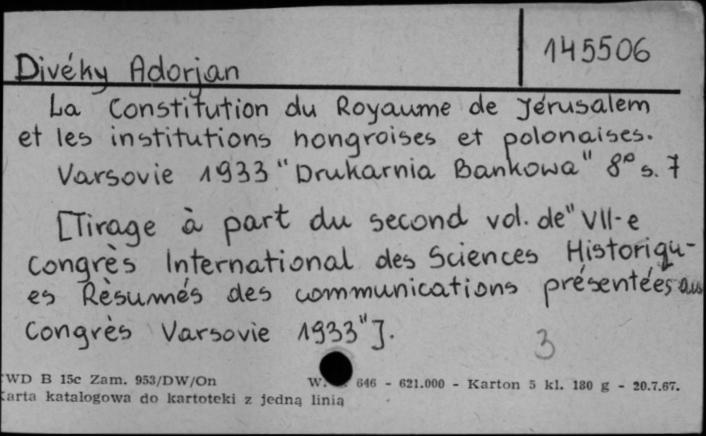 Divéky Adorjan
145506
La Constitution du Royaume de Jérusalem
et les institutions hongroises et polonaises.
Varsovie 1933 "Drukarnia Bankowa" 8° s. 7
[Tirage à part du second vol. de "VII-e
Congrès International des Sciences Historiqu-
es Rèsumés des communications présentées au
Congrès Varsovie 1933"].
3
WD B 15c Zam. 953/DW/On W. 646 - 621.000 - Karton 5 kl. 180 g - 20.7.67.
Karta katalogowa do kartoteki z jedną linią